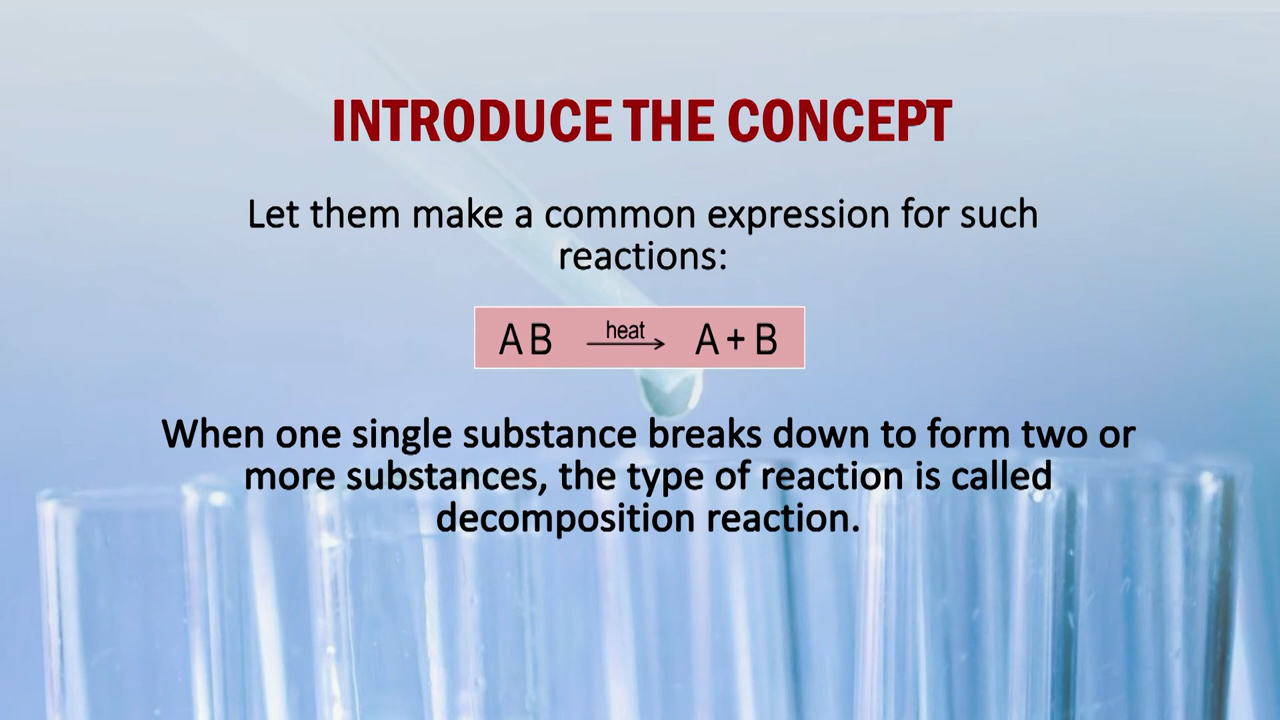 INTRODUCE THE CONCEPT
Let them make a common expression for such
reactions:
AB heat → A + B
When one single substance breaks down to form two or
more substances, the type of reaction is called
decomposition reaction.